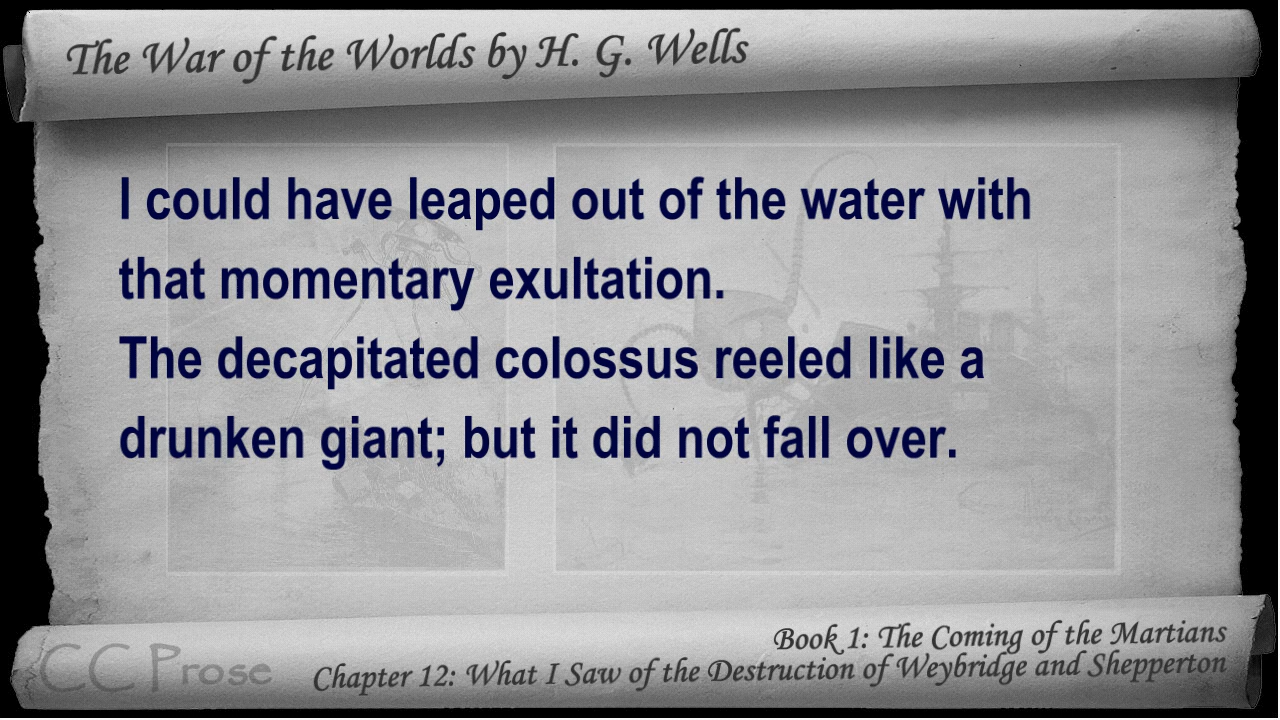 The War of the Worlds by H. G. Wells
I could have leaped out of the water with
that momentary exultation.
The decapitated colossus reeled like a
drunken giant; but it did not fall over.
Book 1: The Coming of the Martians
CC Prose
Chapter 12: What I Saw of the Destruction of Weybridge and Shepperton